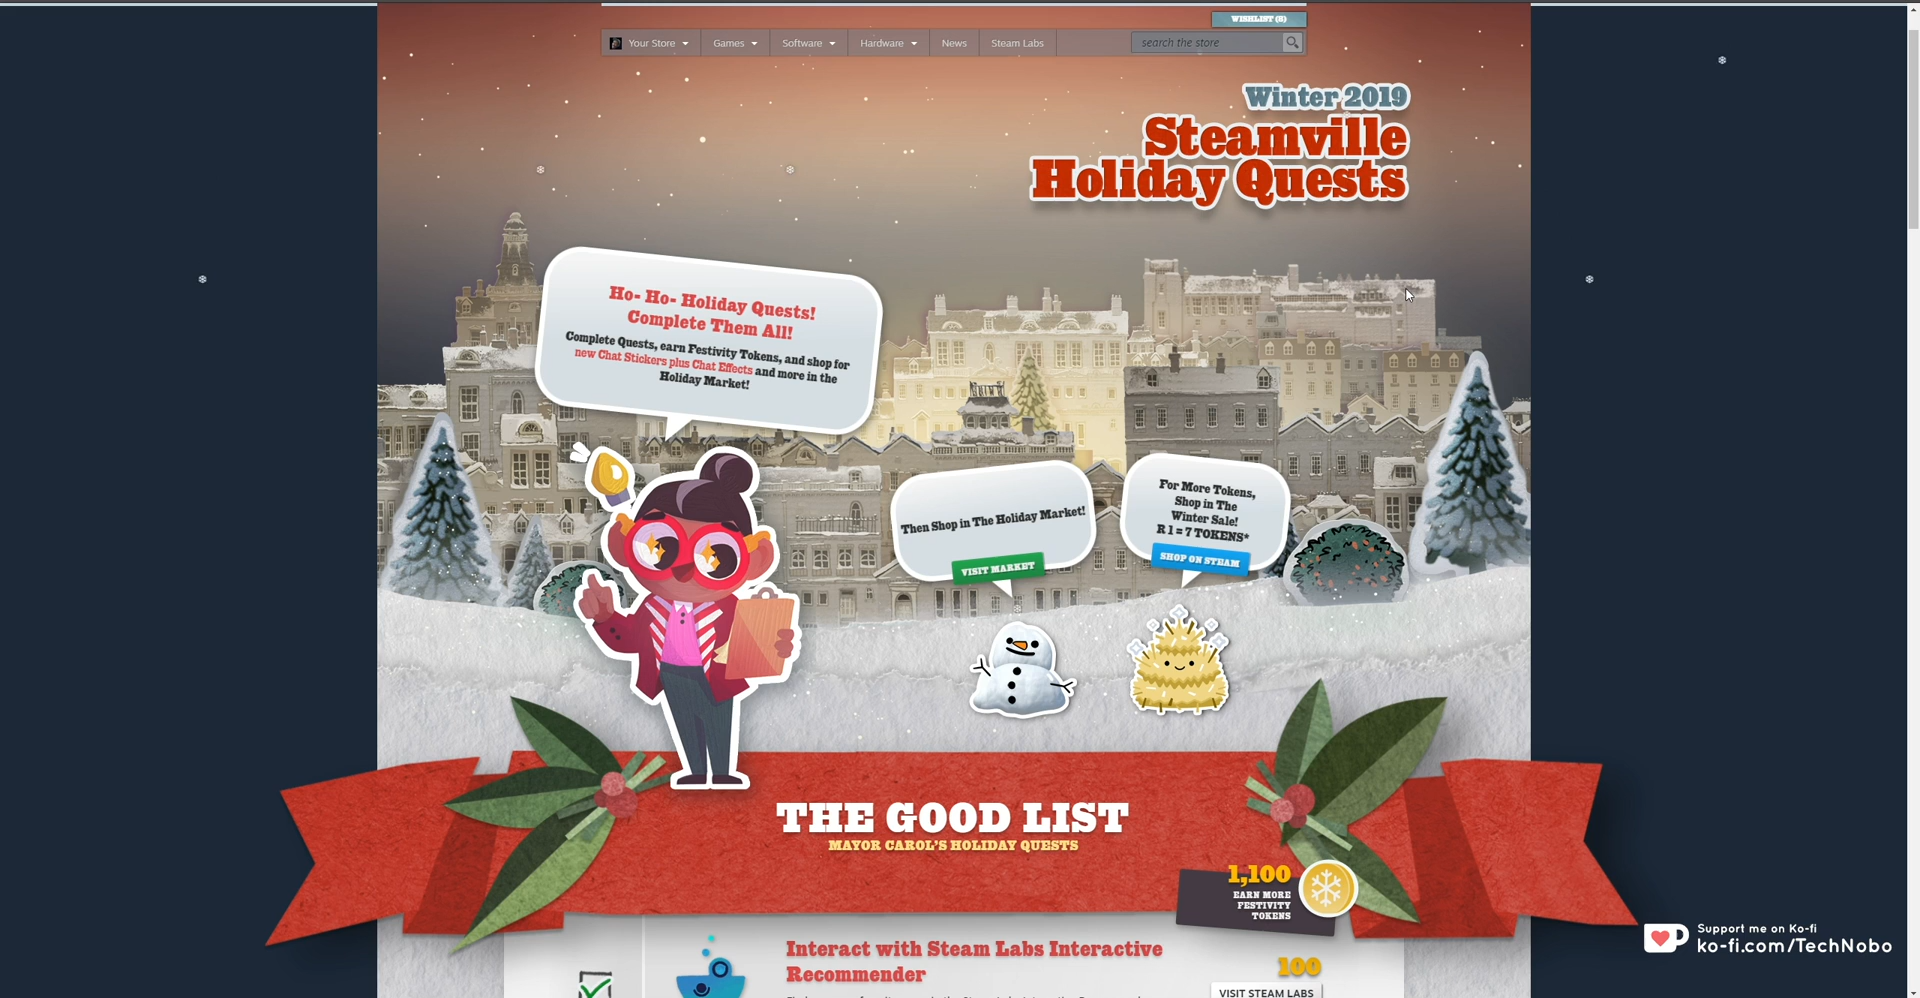 WISHLIST (6)
Your Store
Games
Software
Hardware
News
Steam Labs
search the store
Winter 2019
Steamville
Holiday Quests
Ho- Ho- Holiday Quests!
Complete Them All!
Complete Quests, earn Festivity Tokens, and shop for
new Chat Stickers plus Chat Effects and more in the
Holiday Market!
Then Shop in The Holiday Market!
VISIT MARKET
For More Tokens,
Shop in The
Winter Sale!
R 1 = 7 TOKENS*
SHOP ON STEAM
THE GOOD LIST
MAYOR CAROL'S HOLIDAY QUESTS
1,100
EARN MORE
FESTIVITY
TOKENS
Interact with Steam Labs Interactive
Recommender
100
VISIT STEAM LABS
Support me on Ko-fi
ko-fi.com/TechNobo